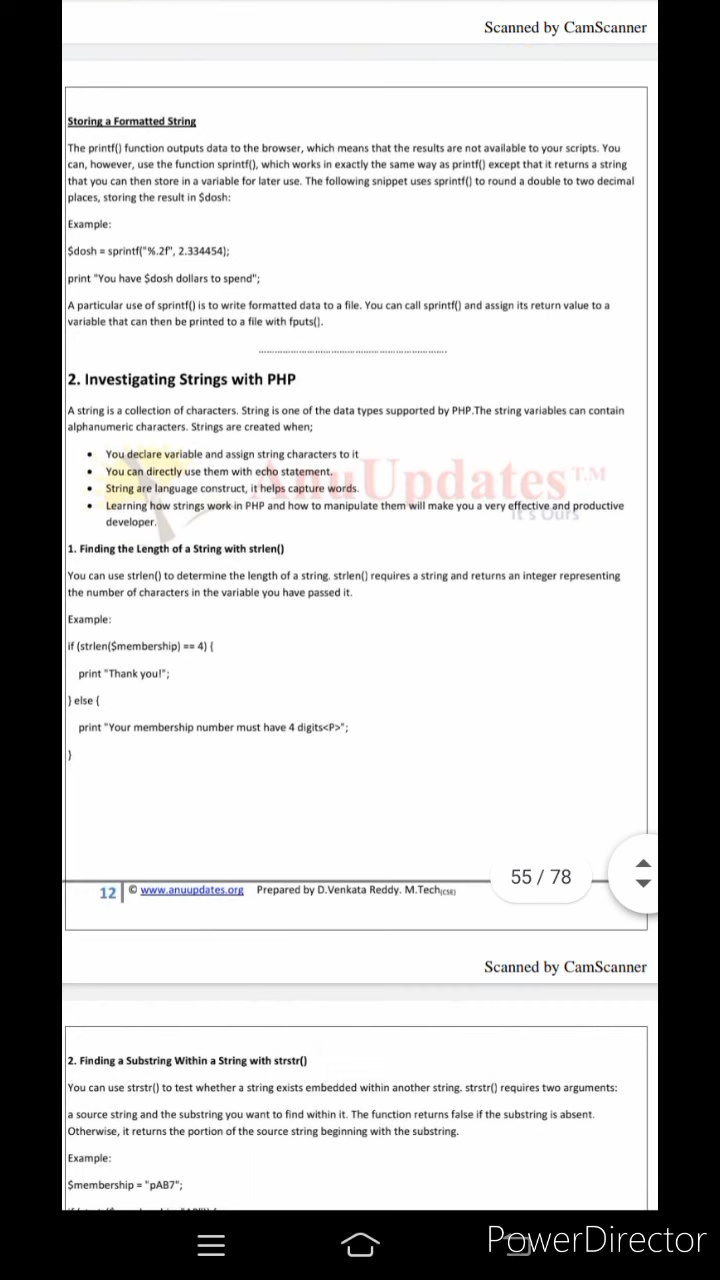 Scanned by CamScanner
Storing a Formatted String
The printf() function outputs data to the browser, which means that the results are not available to your scripts. You
can, however, use the function sprintf(), which works in exactly the same way as printf() except that it returns a string
that you can then store in a variable for later use. The following snippet uses sprintf() to round a double to two decimal
places, storing the result in $dosh:
Example:
$dosh = sprintf("%.2f", 2.334454);
print "You have $dosh dollars to spend";
A particular use of sprintf() is to write formatted data to a file. You can call sprintf() and assign its return value to a
variable that can then be printed to a file with fputs().
2. Investigating Strings with PHP
A string is a collection of characters. String is one of the data types supported by PHP.The string variables can contain
alphanumeric characters. Strings are created when;
• You declare variable and assign string characters to it
• You can directly use them with echo statement.
• String are language construct, it helps capture words.
AnuUpdates T.M
• Learning how strings work in PHP and how to manipulate them will make you a very effective and productive
It's Ours
developer.
1. Finding the Length of a String with strlen()
You can use strlen() to determine the length of a string. strlen() requires a string and returns an integer representing
the number of characters in the variable you have passed it.
Example:
if (strlen($membership) == 4) {
print "Thank you!";
} else {
print "Your membership number must have 4 digits<P>";
}
55 / 78
12 © www.anuupdates.org Prepared by D.Venkata Reddy. M.Tech(CSE)
Scanned by CamScanner
2. Finding a Substring Within a String with strstr()
You can use strstr() to test whether a string exists embedded within another string. strstr() requires two arguments:
a source string and the substring you want to find within it. The function returns false if the substring is absent.
Otherwise, it returns the portion of the source string beginning with the substring.
Example:
$membership = "pAB7";
PowerDirector